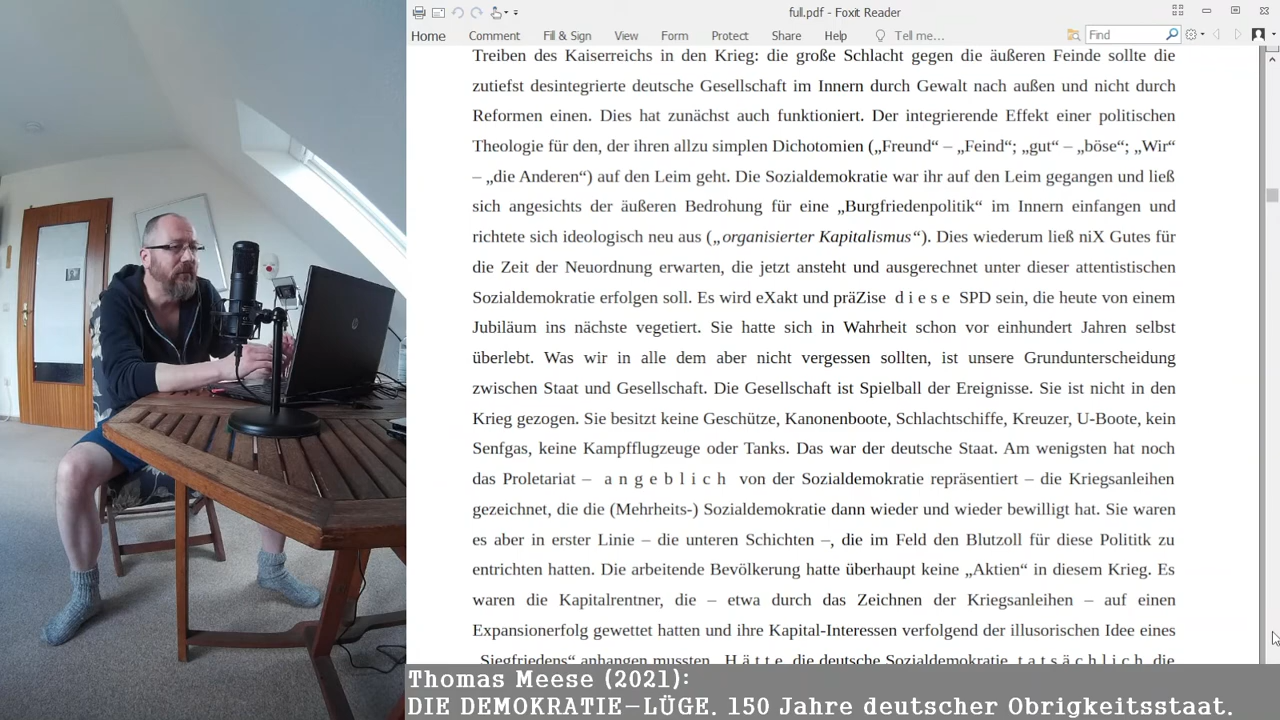 full.pdf - Foxit Reader
Home Comment Fill & Sign View Form Protect Share Help Tell me... Find
Treiben des Kaiserreichs in den Krieg: die große Schlacht gegen die äußeren Feinde sollte die
zutiefst desintegrierte deutsche Gesellschaft im Innern durch Gewalt nach außen und nicht durch
Reformen einen. Dies hat zunächst auch funktioniert. Der integrierende Effekt einer politischen
Theologie für den, der ihren allzu simplen Dichotomien („Freund“ – „Feind“; „gut“ – „böse“; „Wir“
– „die Anderen“) auf den Leim geht. Die Sozialdemokratie war ihr auf den Leim gegangen und ließ
sich angesichts der äußeren Bedrohung für eine „Burgfriedenpolitik“ im Innern einfangen und
richtete sich ideologisch neu aus („organisierter Kapitalismus“). Dies wiederum ließ niX Gutes für
die Zeit der Neuordnung erwarten, die jetzt ansteht und ausgerechnet unter dieser attentistischen
Sozialdemokratie erfolgen soll. Es wird eXakt und präZise d i e s e SPD sein, die heute von einem
Jubiläum ins nächste vegetiert. Sie hatte sich in Wahrheit schon vor einhundert Jahren selbst
überlebt. Was wir in alle dem aber nicht vergessen sollten, ist unsere Grundunterscheidung
zwischen Staat und Gesellschaft. Die Gesellschaft ist Spielball der Ereignisse. Sie ist nicht in den
Krieg gezogen. Sie besitzt keine Geschütze, Kanonenboote, Schlachtschiffe, Kreuzer, U-Boote, kein
Senfgas, keine Kampfflugzeuge oder Tanks. Das war der deutsche Staat. Am wenigsten hat noch
das Proletariat – a n g e b l i c h von der Sozialdemokratie repräsentiert – die Kriegsanleihen
gezeichnet, die die (Mehrheits-) Sozialdemokratie dann wieder und wieder bewilligt hat. Sie waren
es aber in erster Linie – die unteren Schichten –, die im Feld den Blutzoll für diese Polititk zu
entrichten hatten. Die arbeitende Bevölkerung hatte überhaupt keine „Aktien“ in diesem Krieg. Es
waren die Kapitalrentner, die – etwa durch das Zeichnen der Kriegsanleihen – auf einen
Expansionerfolg gewettet hatten und ihre Kapital-Interessen verfolgend der illusorischen Idee eines
„Siegfriedens“ anhangen mussten. H ä t t e die deutsche Sozialdemokratie t a t s ä c h l i c h die
Thomas Meese (2021):
DIE DEMOKRATIE–LÜGE. 150 Jahre deutscher Obrigkeitsstaat.